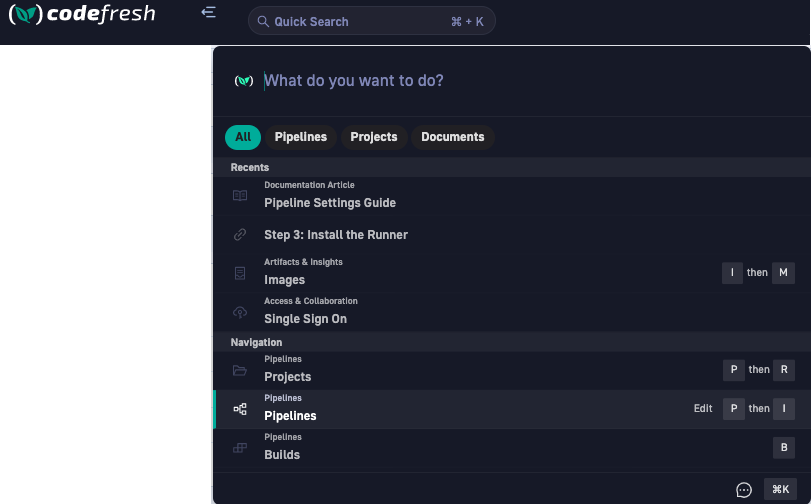 codefresh
Quick Search ⌘ + K
What do you want to do?
All Pipelines Projects Documents
Recents
Documentation Article
Pipeline Settings Guide
Step 3: Install the Runner
Artifacts & Insights
Images I then M
Access & Collaboration
Single Sign On
Navigation
Pipelines
Projects P then R
Pipelines
Pipelines Edit P then I
Pipelines
Builds B
⌘K